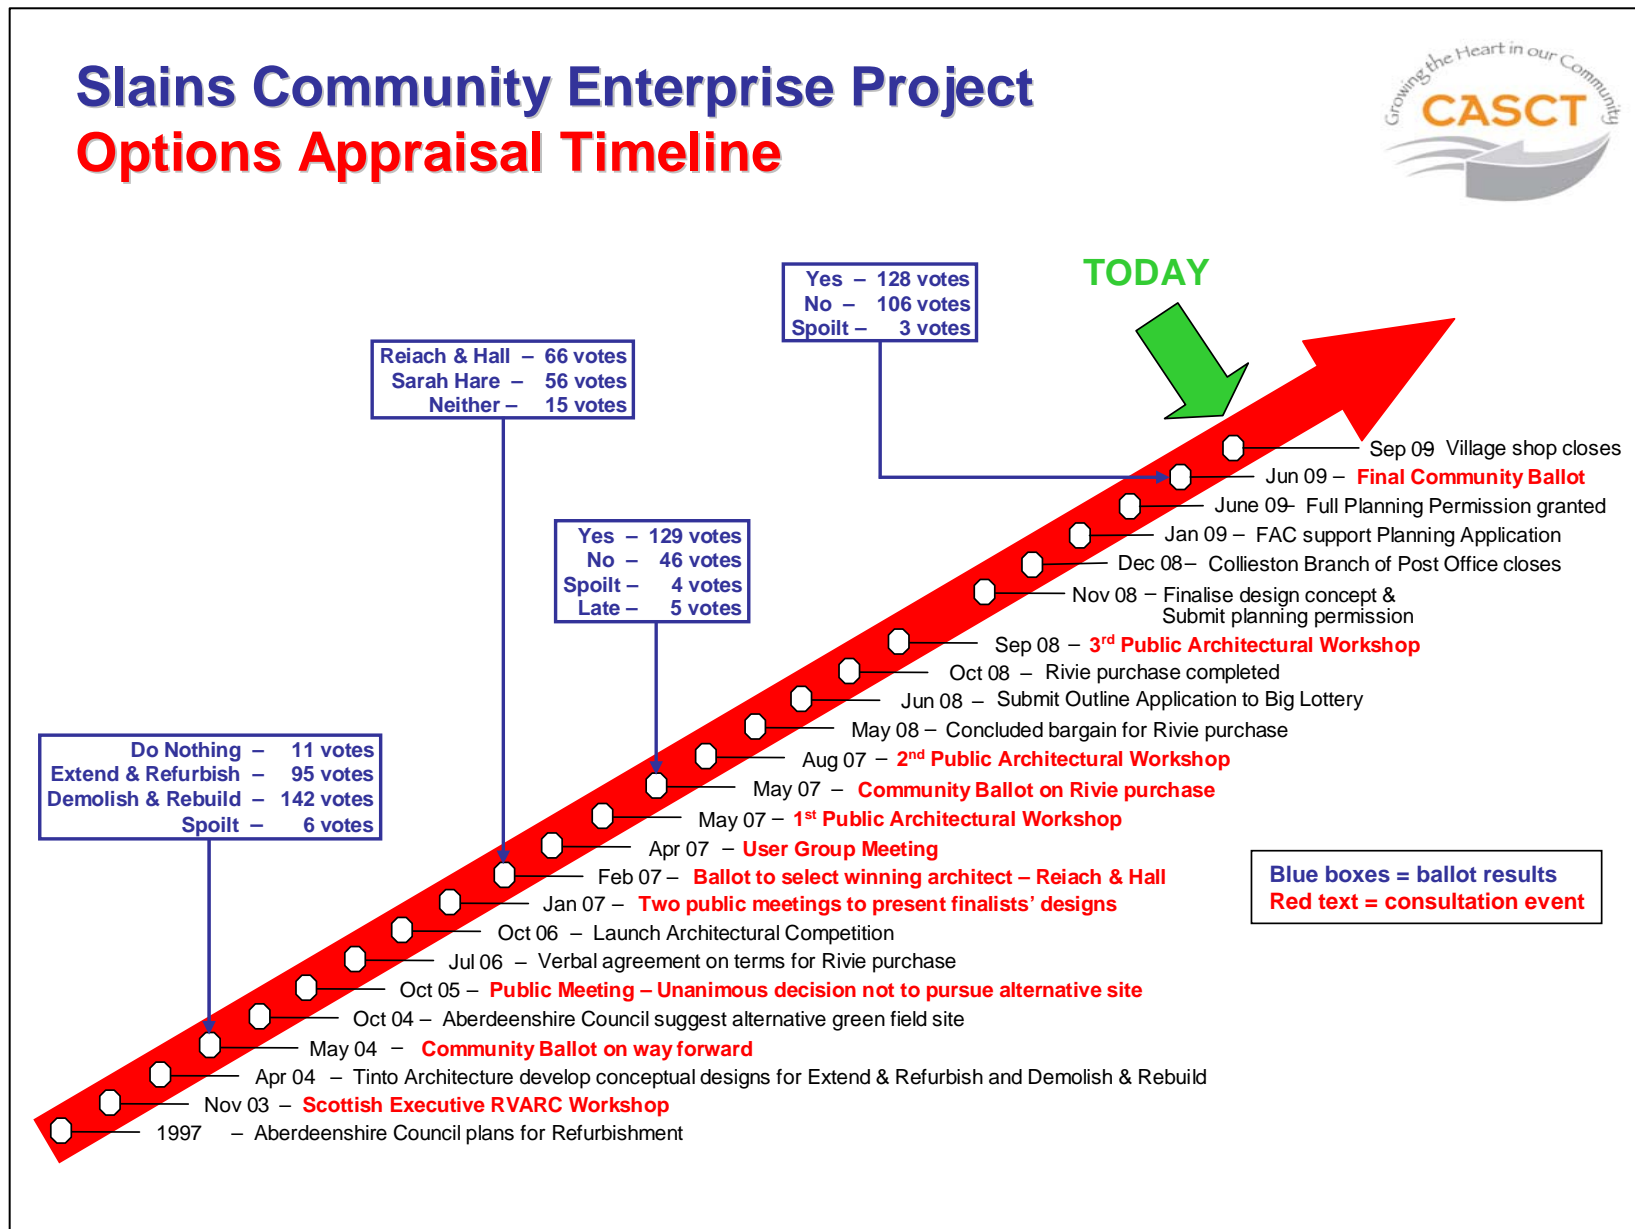 Slains Community Enterprise Project
Options Appraisal Timeline
Growing the Heart in our Community
CASCT
TODAY
Yes – 128 votes
No – 106 votes
Spoilt – 3 votes
Reiach & Hall – 66 votes
Sarah Hare – 56 votes
Neither – 15 votes
Yes – 129 votes
No – 46 votes
Spoilt – 4 votes
Late – 5 votes
Do Nothing – 11 votes
Extend & Refurbish – 95 votes
Demolish & Rebuild – 142 votes
Spoilt – 6 votes
Sep 09 – Village shop closes
Jun 09 – Final Community Ballot
June 09 – Full Planning Permission granted
Jan 09 – FAC support Planning Application
Dec 08 – Collieston Branch of Post Office closes
Nov 08 – Finalise design concept &
Submit planning permission
Sep 08 – 3rd Public Architectural Workshop
Oct 08 – Rivie purchase completed
Jun 08 – Submit Outline Application to Big Lottery
May 08 – Concluded bargain for Rivie purchase
Aug 07 – 2nd Public Architectural Workshop
May 07 – Community Ballot on Rivie purchase
May 07 – 1st Public Architectural Workshop
Apr 07 – User Group Meeting
Feb 07 – Ballot to select winning architect – Reiach & Hall
Jan 07 – Two public meetings to present finalists' designs
Oct 06 – Launch Architectural Competition
Jul 06 – Verbal agreement on terms for Rivie purchase
Oct 05 – Public Meeting – Unanimous decision not to pursue alternative site
Oct 04 – Aberdeenshire Council suggest alternative green field site
May 04 – Community Ballot on way forward
Apr 04 – Tinto Architecture develop conceptual designs for Extend & Refurbish and Demolish & Rebuild
Nov 03 – Scottish Executive RVARC Workshop
1997 – Aberdeenshire Council plans for Refurbishment
Blue boxes = ballot results
Red text = consultation event